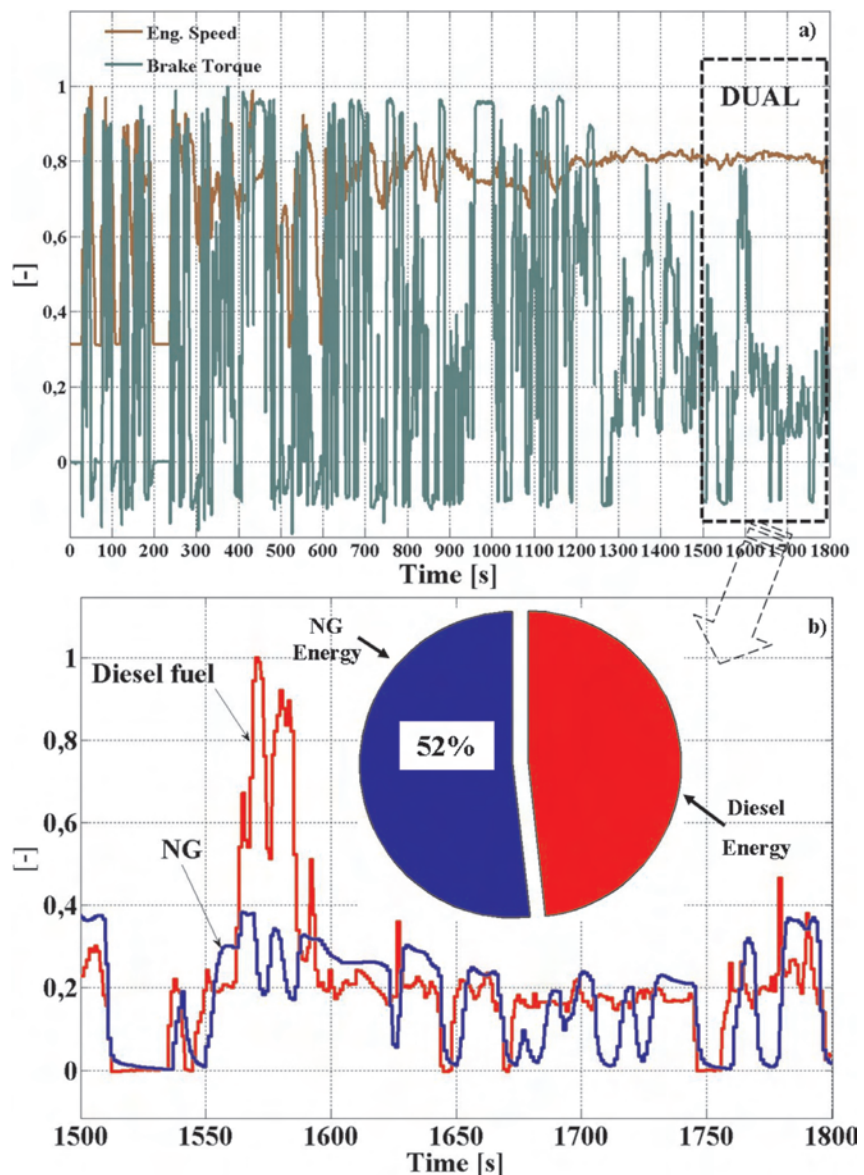 Eng. Speed
Brake Torque
a)
DUAL
1
0,8
0,6
[-]
0,4
0,2
0
0 100 200 300 400 500 600 700 800 900 1000 1100 1200 1300 1400 1500 1600 1700 1800
Time [s]
b)
NG
Energy
Diesel fuel
52%
NG
Diesel
Energy
1
0,8
0,6
[-]
0,4
0,2
0
1500 1550 1600 1650 1700 1750 1800
Time [s]